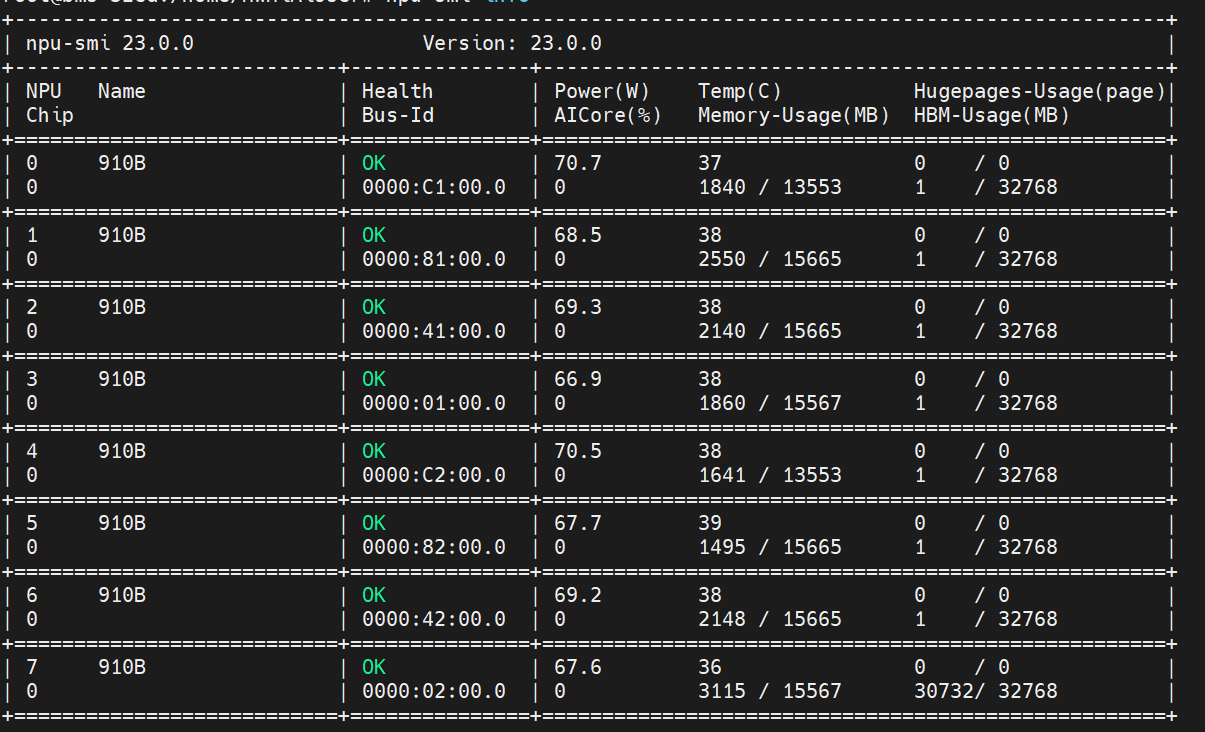 +------------------------------------------------------------------------------------------------+
| npu-smi 23.0.0                   Version: 23.0.0                                               |
+---------------------------+---------------+----------------------------------------------------+
| NPU   Name                | Health        | Power(W)    Temp(C)           Hugepages-Usage(page)|
| Chip                      | Bus-Id        | AICore(%)   Memory-Usage(MB)  HBM-Usage(MB)        |
+===========================+===============+====================================================+
| 0     910B                | OK            | 70.7        37                0    / 0             |
| 0                         | 0000:C1:00.0  | 0           1840 / 13553      1    / 32768         |
+===========================+===============+====================================================+
| 1     910B                | OK            | 68.5        38                0    / 0             |
| 0                         | 0000:81:00.0  | 0           2550 / 15665      1    / 32768         |
+===========================+===============+====================================================+
| 2     910B                | OK            | 69.3        38                0    / 0             |
| 0                         | 0000:41:00.0  | 0           2140 / 15665      1    / 32768         |
+===========================+===============+====================================================+
| 3     910B                | OK            | 66.9        38                0    / 0             |
| 0                         | 0000:01:00.0  | 0           1860 / 15567      1    / 32768         |
+===========================+===============+====================================================+
| 4     910B                | OK            | 70.5        38                0    / 0             |
| 0                         | 0000:C2:00.0  | 0           1641 / 13553      1    / 32768         |
+===========================+===============+====================================================+
| 5     910B                | OK            | 67.7        39                0    / 0             |
| 0                         | 0000:82:00.0  | 0           1495 / 15665      1    / 32768         |
+===========================+===============+====================================================+
| 6     910B                | OK            | 69.2        38                0    / 0             |
| 0                         | 0000:42:00.0  | 0           2148 / 15665      1    / 32768         |
+===========================+===============+====================================================+
| 7     910B                | OK            | 67.6        36                0    / 0             |
| 0                         | 0000:02:00.0  | 0           3115 / 15567      30732/ 32768         |
+===========================+===============+====================================================+